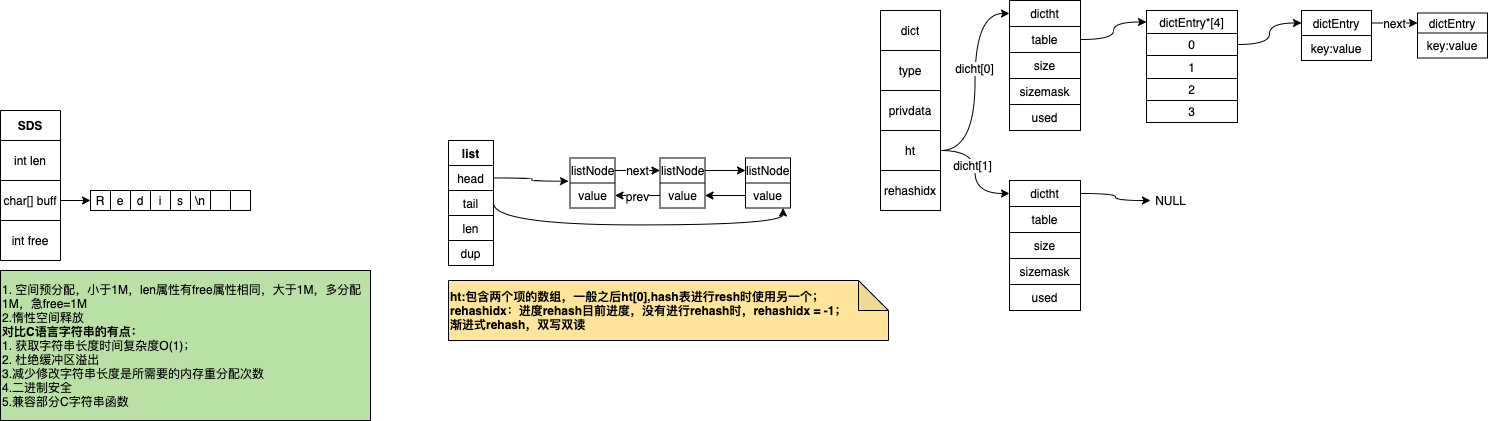 SDS
int len
char[] buff
int free
R e d i s \n
1. 空间预分配，小于1M，len属性有free属性相同，大于1M，多分配
1M，急free=1M
2.惰性空间释放
对比C语言字符串的有点：
1. 获取字符串长度时间复杂度O(1)；
2. 杜绝缓冲区溢出
3.减少修改字符串长度是所需要的内存重分配次数
4.二进制安全
5.兼容部分C字符串函数
list
head
tail
len
dup
listNode
value
next
prev
listNode
value
listNode
value
ht:包含两个项的数组，一般之后ht[0],hash表进行resh时使用另一个；
rehashidx：进度rehash目前进度，没有进行rehash时，rehashidx = -1；
渐进式rehash，双写双读
dict
type
privdata
ht
rehashidx
dicht[0]
dicht[1]
dictht
table
size
sizemask
used
dictEntry*[4]
0
1
2
3
dictEntry
key:value
next
dictEntry
key:value
dictht
table
size
sizemask
used
NULL